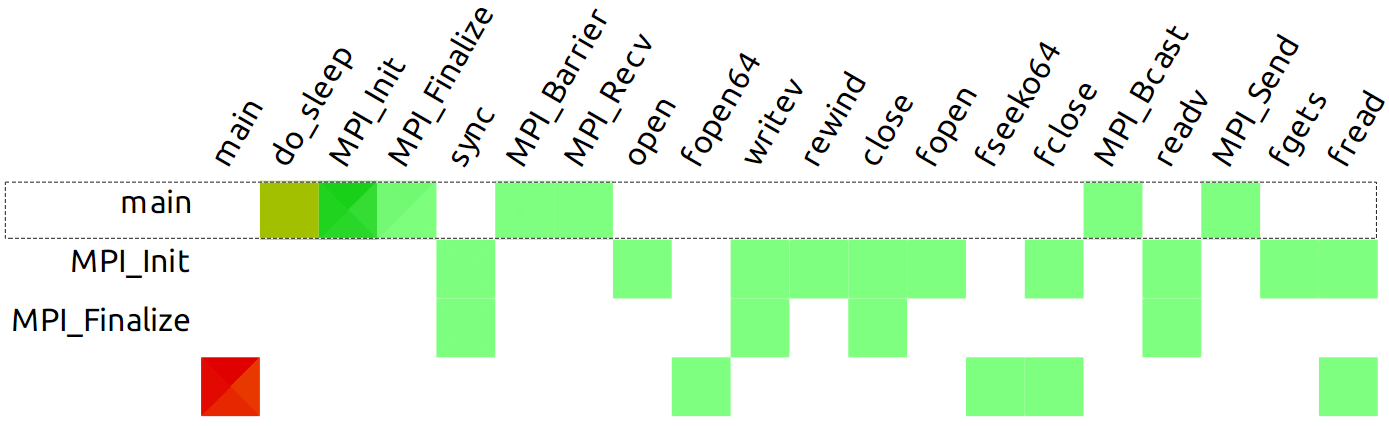 main
do_sleep
MPI_Init
MPI_Finalize
sync
MPI_Barrier
MPI_Recv
open
fopen64
writev
rewind
close
fopen
fseeko64
fclose
MPI_Bcast
readv
MPI_Send
fgets
fread
main
MPI_Init
MPI_Finalize